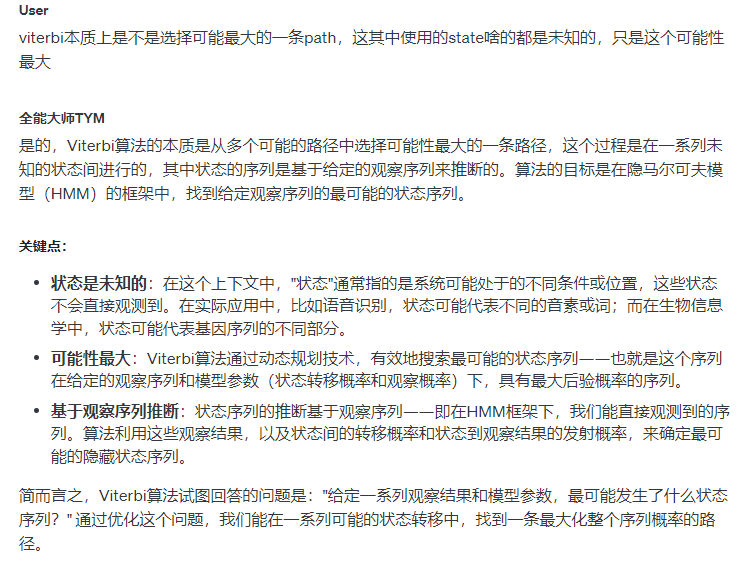 User
viterbi本质上是不是选择可能最大的一条path，这其中使用的state啥的都是未知的，只是这个可能性
最大
全能大师TYM
是的，Viterbi算法的本质是从多个可能的路径中选择可能性最大的一条路径，这个过程是在一系列未
知的状态间进行的，其中状态的序列是基于给定的观察序列来推断的。算法的目标是在隐马尔可夫模
型（HMM）的框架中，找到给定观察序列的最可能的状态序列。
关键点：
• 状态是未知的：在这个上下文中，"状态"通常指的是系统可能处于的不同条件或位置，这些状态
不会直接观测到。在实际应用中，比如语音识别，状态可能代表不同的音素或词；而在生物信息
学中，状态可能代表基因序列的不同部分。
• 可能性最大：Viterbi算法通过动态规划技术，有效地搜索最可能的状态序列——也就是这个序列
在给定的观察序列和模型参数（状态转移概率和观察概率）下，具有最大后验概率的序列。
• 基于观察序列推断：状态序列的推断基于观察序列——即在HMM框架下，我们能直接观测到的序
列。算法利用这些观察结果，以及状态间的转移概率和状态到观察结果的发射概率，来确定最可
能的隐藏状态序列。
简而言之，Viterbi算法试图回答的问题是："给定一系列观察结果和模型参数，最可能发生了什么状态
序列？" 通过优化这个问题，我们能在一系列可能的状态转移中，找到一条最大化整个序列概率的路
径。